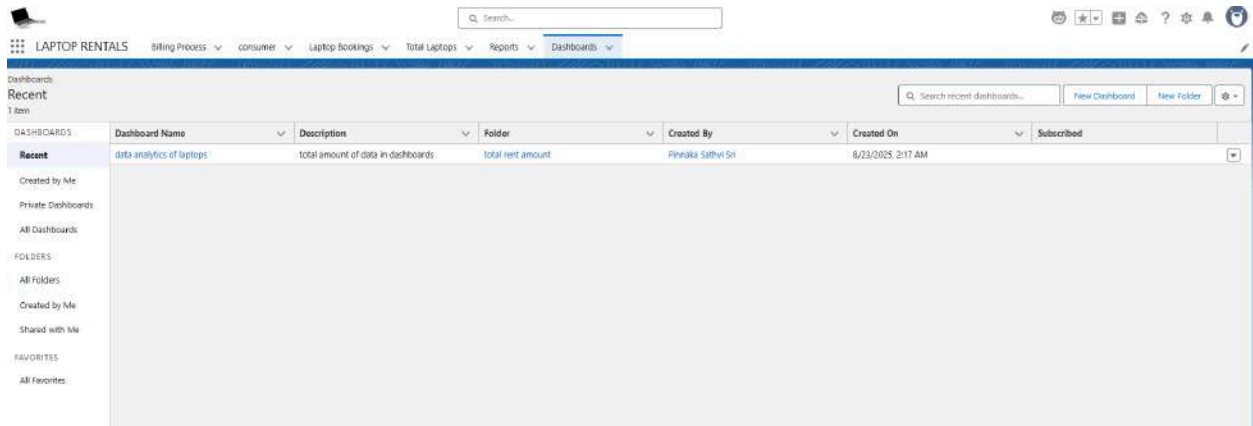 Search...
LAPTOP RENTALS Billing Process consumer Laptop Bookings Total Laptops Reports Dashboards
Dashboards
Recent
1 item
Search recent dashboards... New Dashboard New Folder
DASHBOARDS Dashboard Name Description Folder Created By Created On Subscribed
Recent data analytics of laptops total amount of data in dashboards total rent amount Pinnaka Sathvi Sri 8/23/2025, 2:17 AM
Created by Me
Private Dashboards
All Dashboards
FOLDERS
All Folders
Created by Me
Shared with Me
FAVORITES
All Favorites